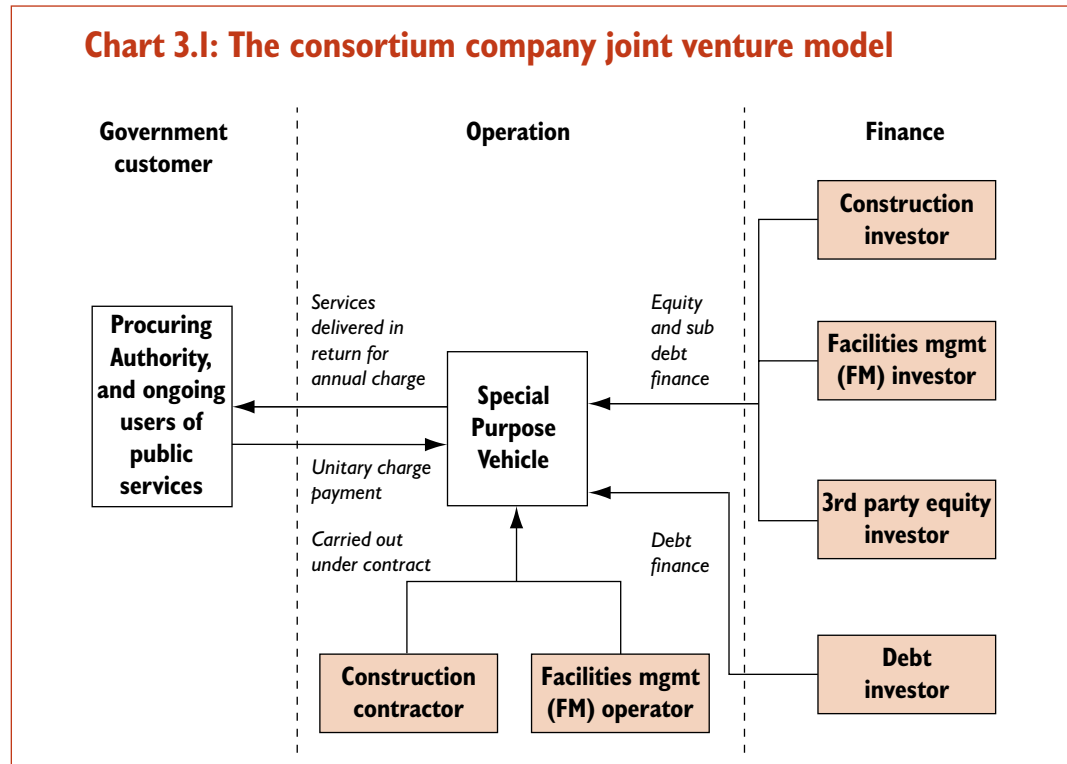 Chart 3.1: The consortium company joint venture model
Government
customer
Operation
Finance
Construction
investor
Services
delivered in
return for
annual charge
Equity
and sub
debt
finance
Procuring
Authority,
and ongoing
users of
public
services
Facilities mgmt
(FM) investor
Special
Purpose
Vehicle
Unitary charge
payment
3rd party equity
investor
Carried out
under contract
Debt
finance
Construction
contractor
Facilities mgmt
(FM) operator
Debt
investor